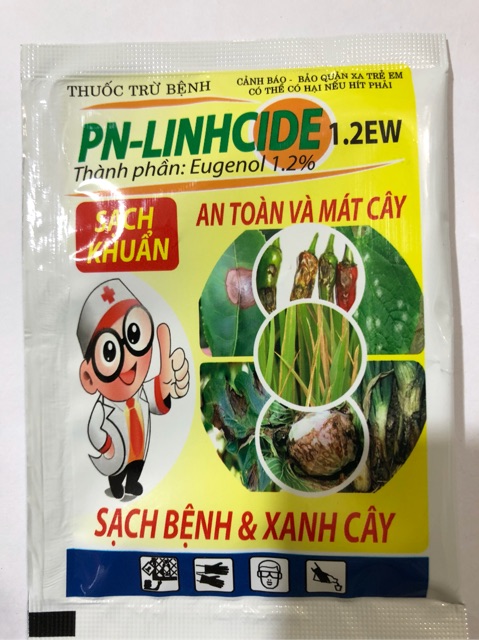 THUỐC TRỪ BỆNH
CẢNH BÁO - BẢO QUẢN XA TRẺ EM
CÓ THỂ CÓ HẠI NẾU HÍT PHẢI
PN-LINHCIDE 1.2EW
Thành phần: Eugenol 1.2%
SẠCH
KHUẨN
AN TOÀN VÀ MÁT CÂY
SẠCH BỆNH & XANH CÂY